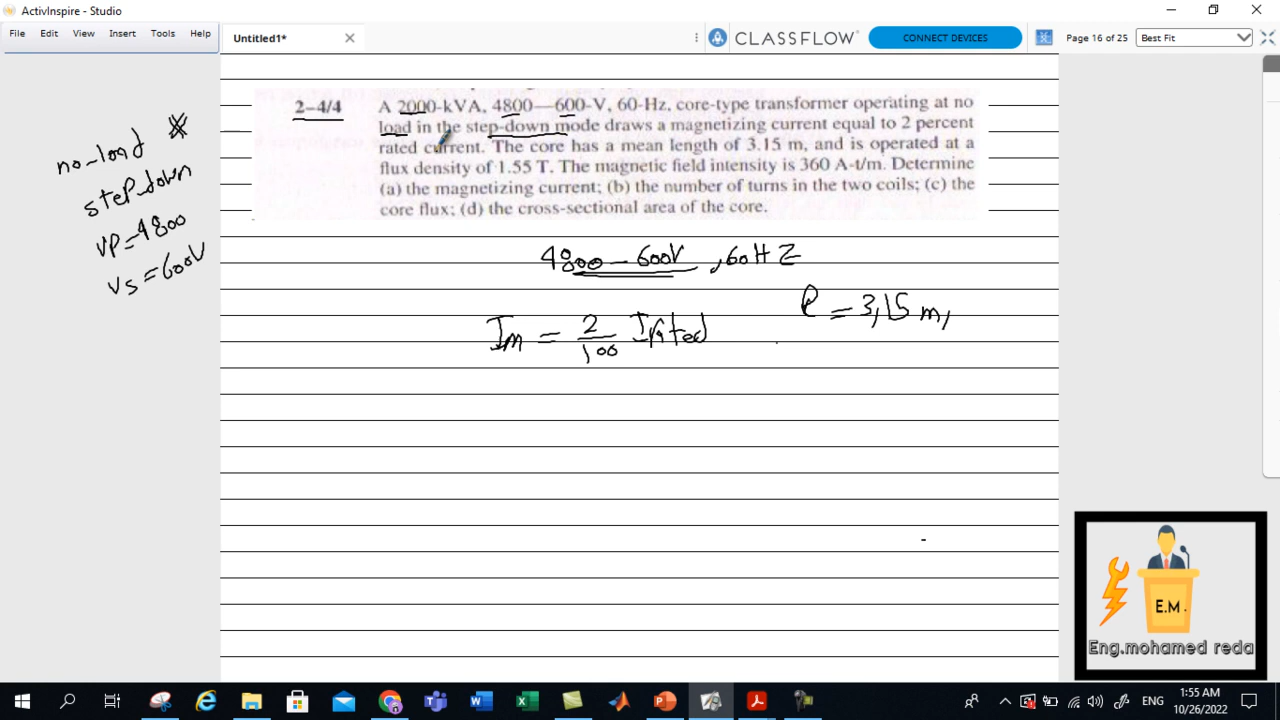 ActivInspire - Studio
File Edit View Insert Tools Help
Untitled1*
CLASSFLOW
CONNECT DEVICES
Page 16 of 25
Best Fit
2–4/4 A 2000-kVA, 4800—600-V, 60-Hz, core-type transformer operating at no
load in the step-down mode draws a magnetizing current equal to 2 percent
rated current. The core has a mean length of 3.15 m, and is operated at a
flux density of 1.55 T. The magnetic field intensity is 360 A-t/m. Determine
(a) the magnetizing current; (b) the number of turns in the two coils; (c) the
core flux; (d) the cross-sectional area of the core.
no-load
step-down
VP=4800
VS=600V
4800 – 600V , 60HZ
l = 3,15 m,
Im = 2/100 Irated
E.M.
Eng.mohamed reda
ENG
1:55 AM
10/26/2022